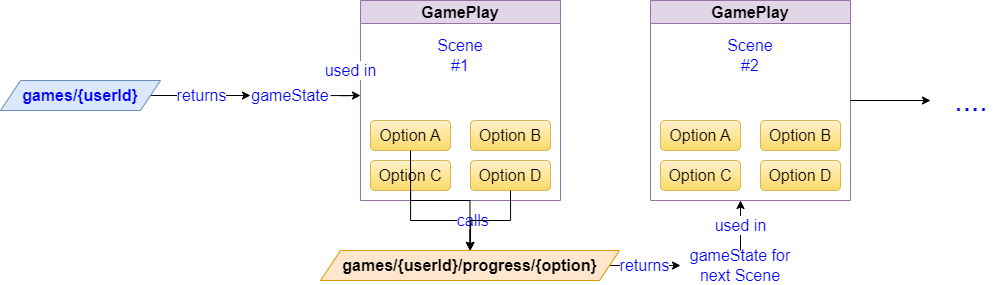 GamePlay
Scene
#1
used in
games/{userId}
returns
gameState
Option A
Option B
Option C
Option D
calls
games/{userId}/progress/{option}
returns
gameState for
next Scene
used in
GamePlay
Scene
#2
Option A
Option B
Option C
Option D
....